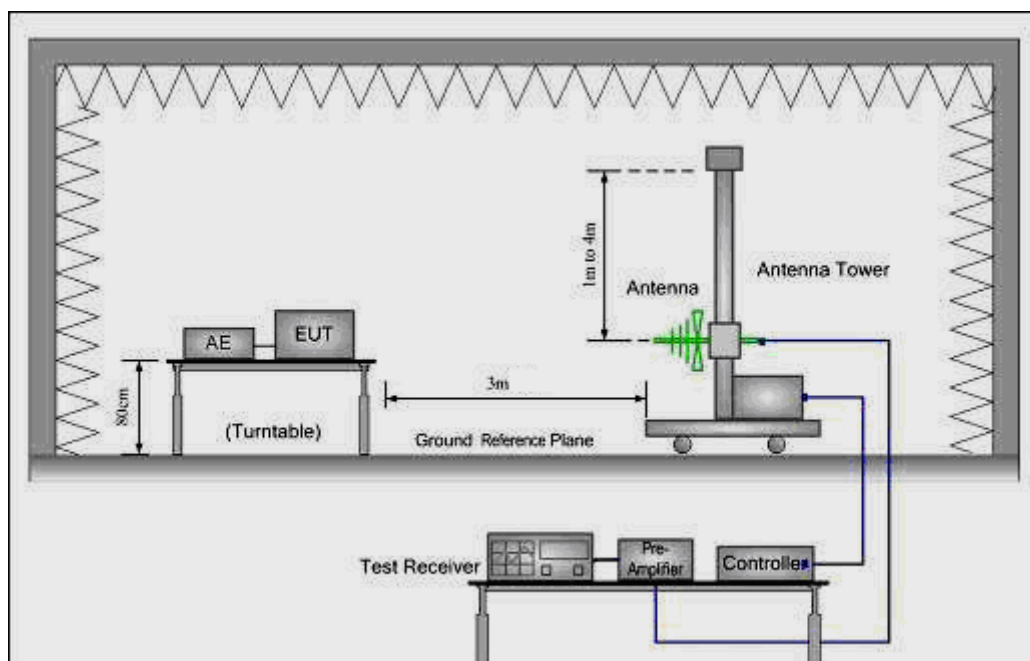 1m to 4m
Antenna
Antenna Tower
AE
EUT
80cm
3m
(Turntable)
Ground Reference Plane
Test Receiver
Pre-
Amplifier
Controller